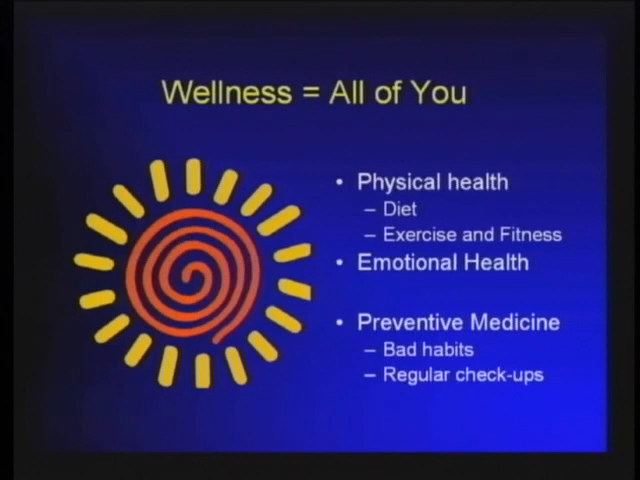 Wellness = All of You
• Physical health
– Diet
– Exercise and Fitness
• Emotional Health
• Preventive Medicine
– Bad habits
– Regular check-ups